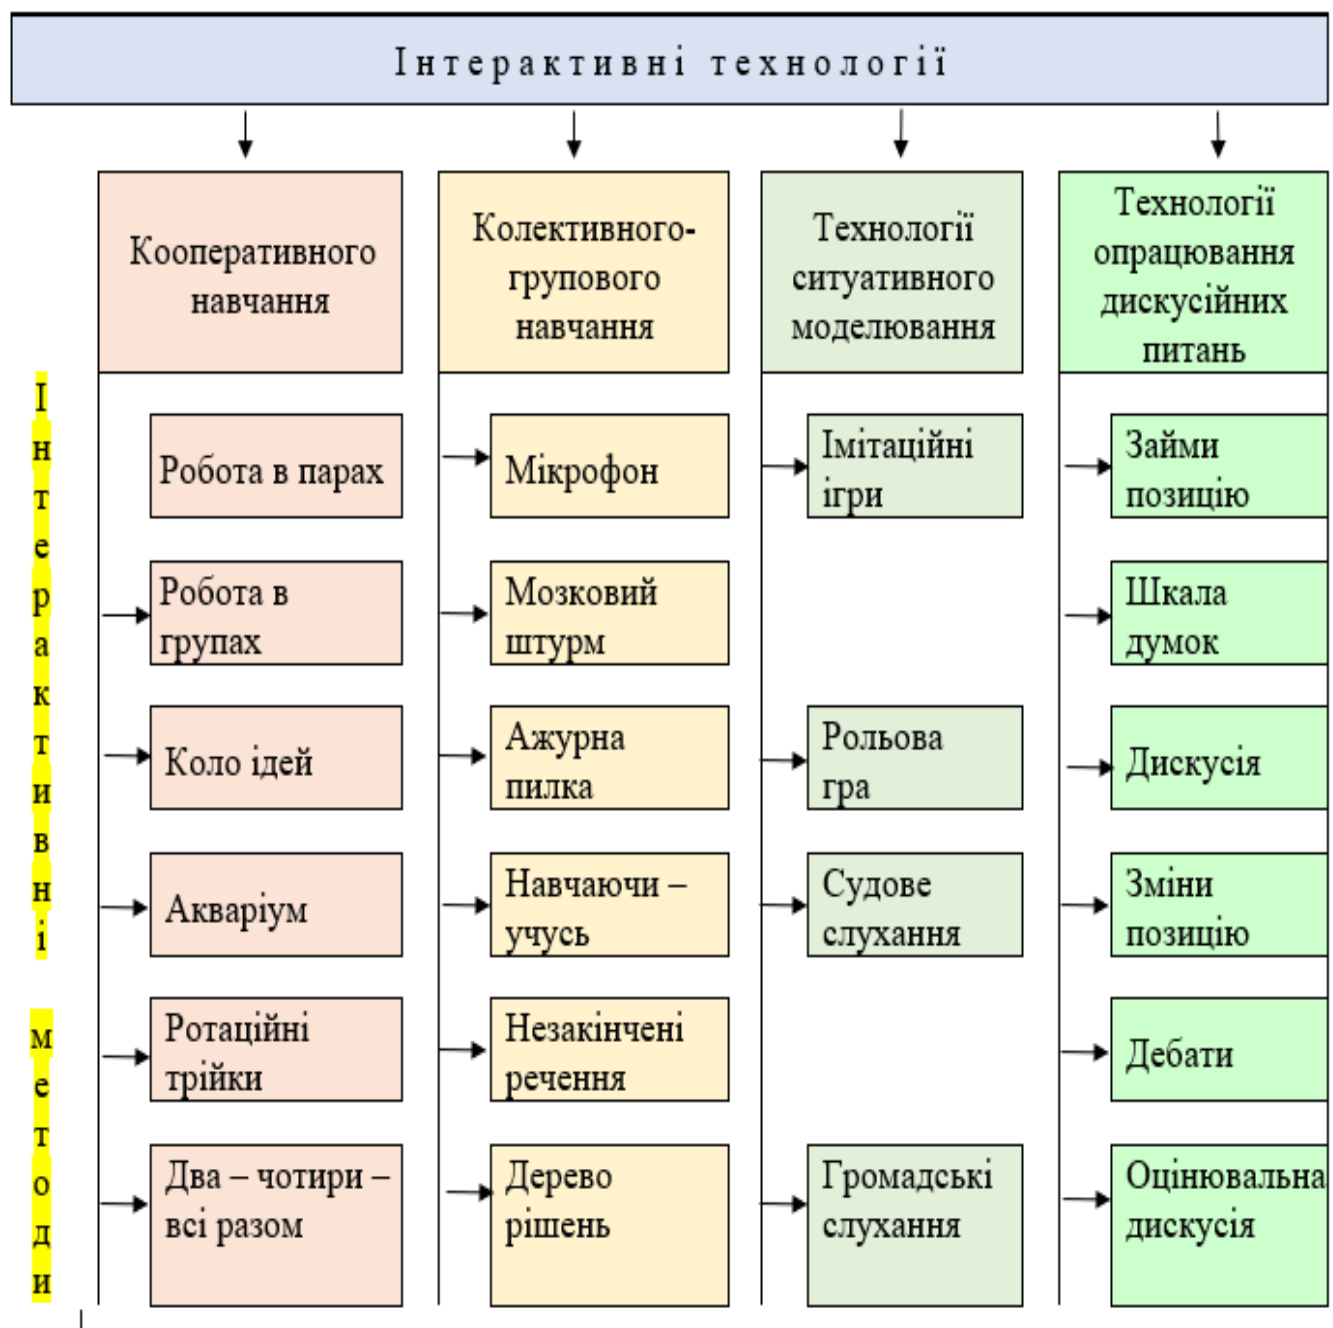 Інтерактивні технології
Кооперативного
навчання
Колективного-
групового
навчання
Технології
ситуативного
моделювання
Технології
опрацювання
дискусійних
питань
Інтерактивні методи
Робота в парах
Мікрофон
Імітаційні
ігри
Займи
позицію
Робота в
групах
Мозковий
штурм
Шкала
думок
Коло ідей
Ажурна
пилка
Рольова
гра
Дискусія
Акваріум
Навчаючи –
учусь
Судове
слухання
Зміни
позицію
Ротаційні
трійки
Незакінчені
речення
Дебати
Два – чотири –
всі разом
Дерево
рішень
Громадські
слухання
Оцінювальна
дискусія